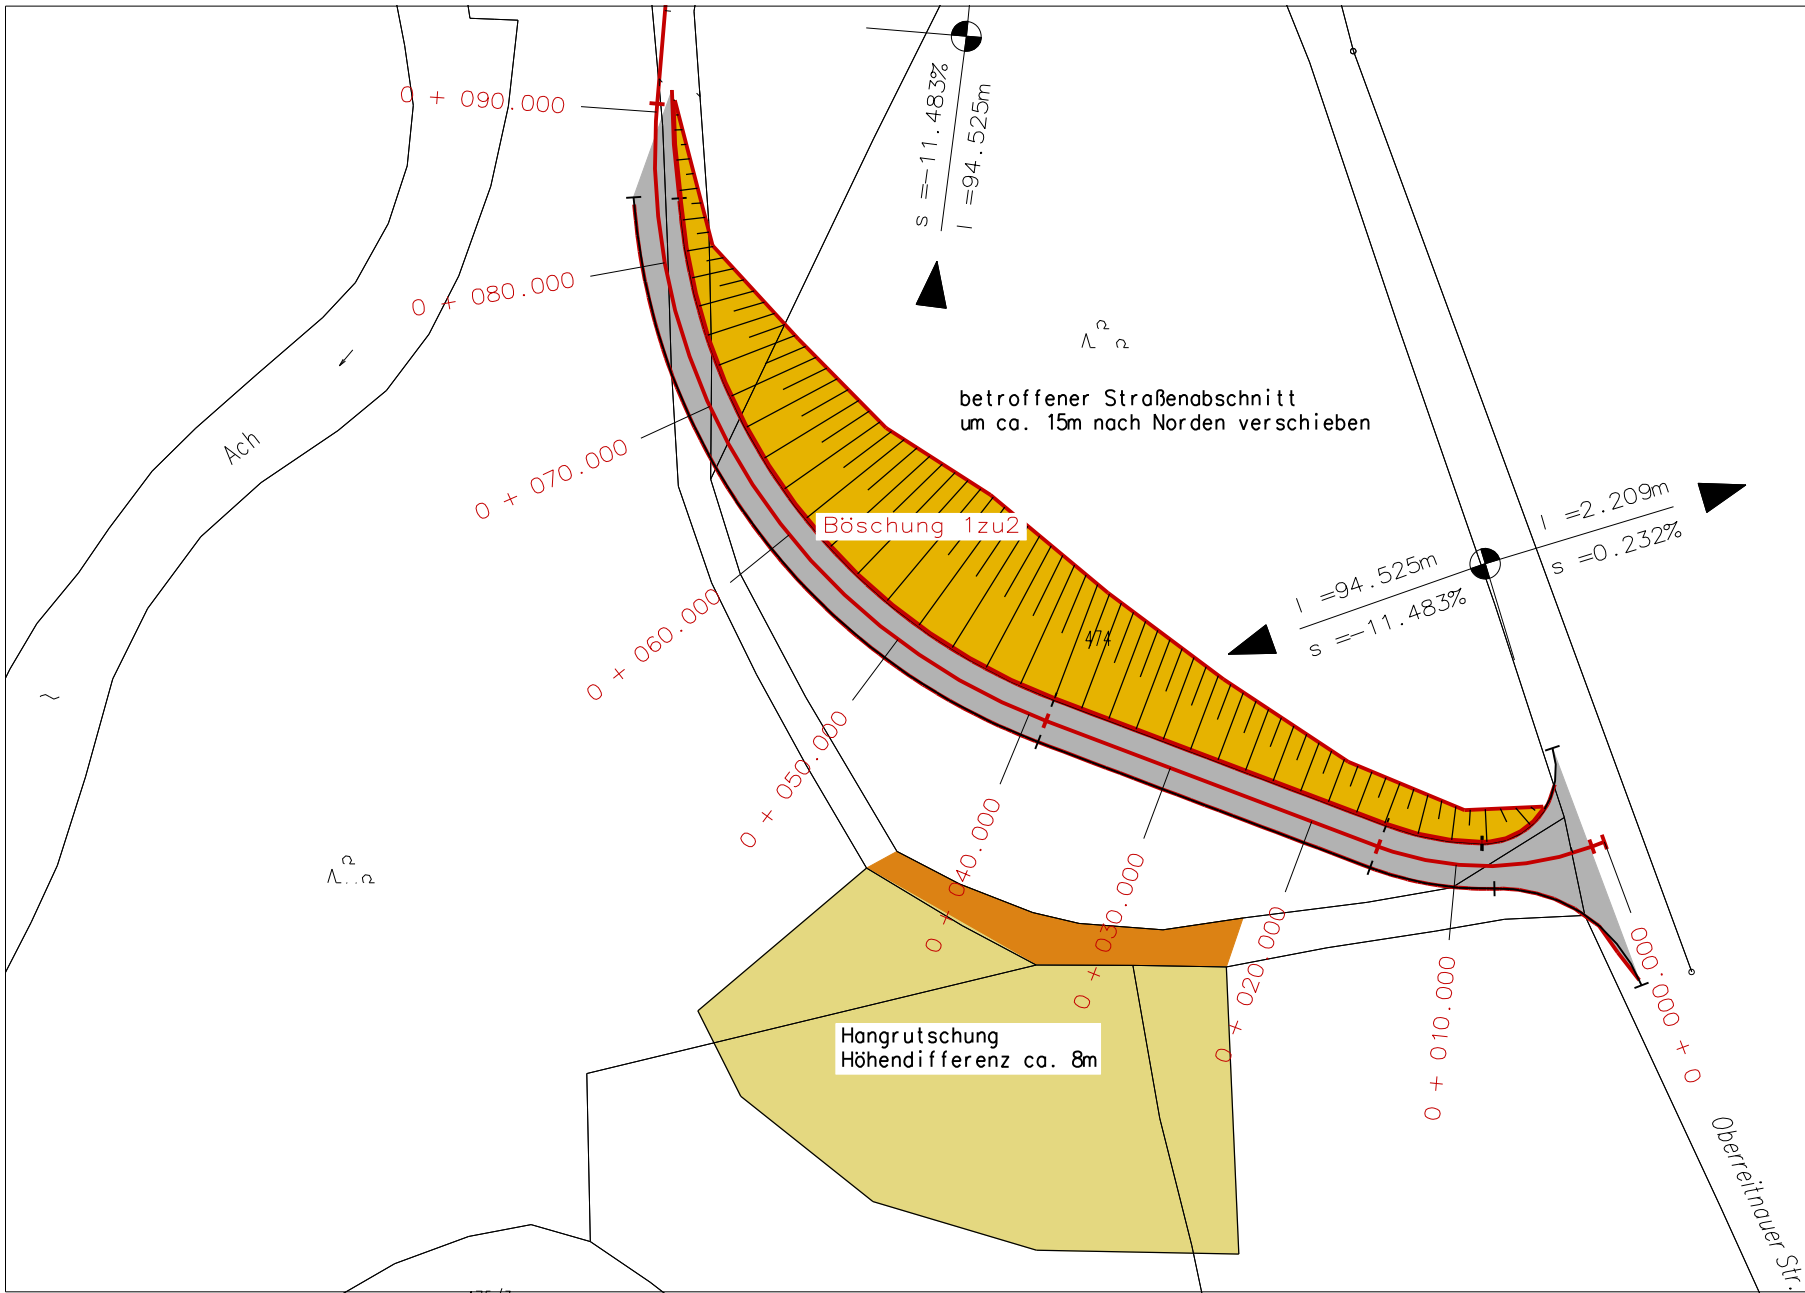 0 + 090.000
s =-11.483%
l =94.525m
0 + 080.000
betroffener Straßenabschnitt
um ca. 15m nach Norden verschieben
Ach
0 + 070.000
Böschung 1zu2
l =2.209m
s =0.232%
l =94.525m
s =-11.483%
0 + 060.000
474
0 + 050.000
0 + 040.000
0 + 030.000
0 + 020.000
0 + 010.000
0 + 000.000
Hangrutschung
Höhendifferenz ca. 8m
Oberreitnauer Str.